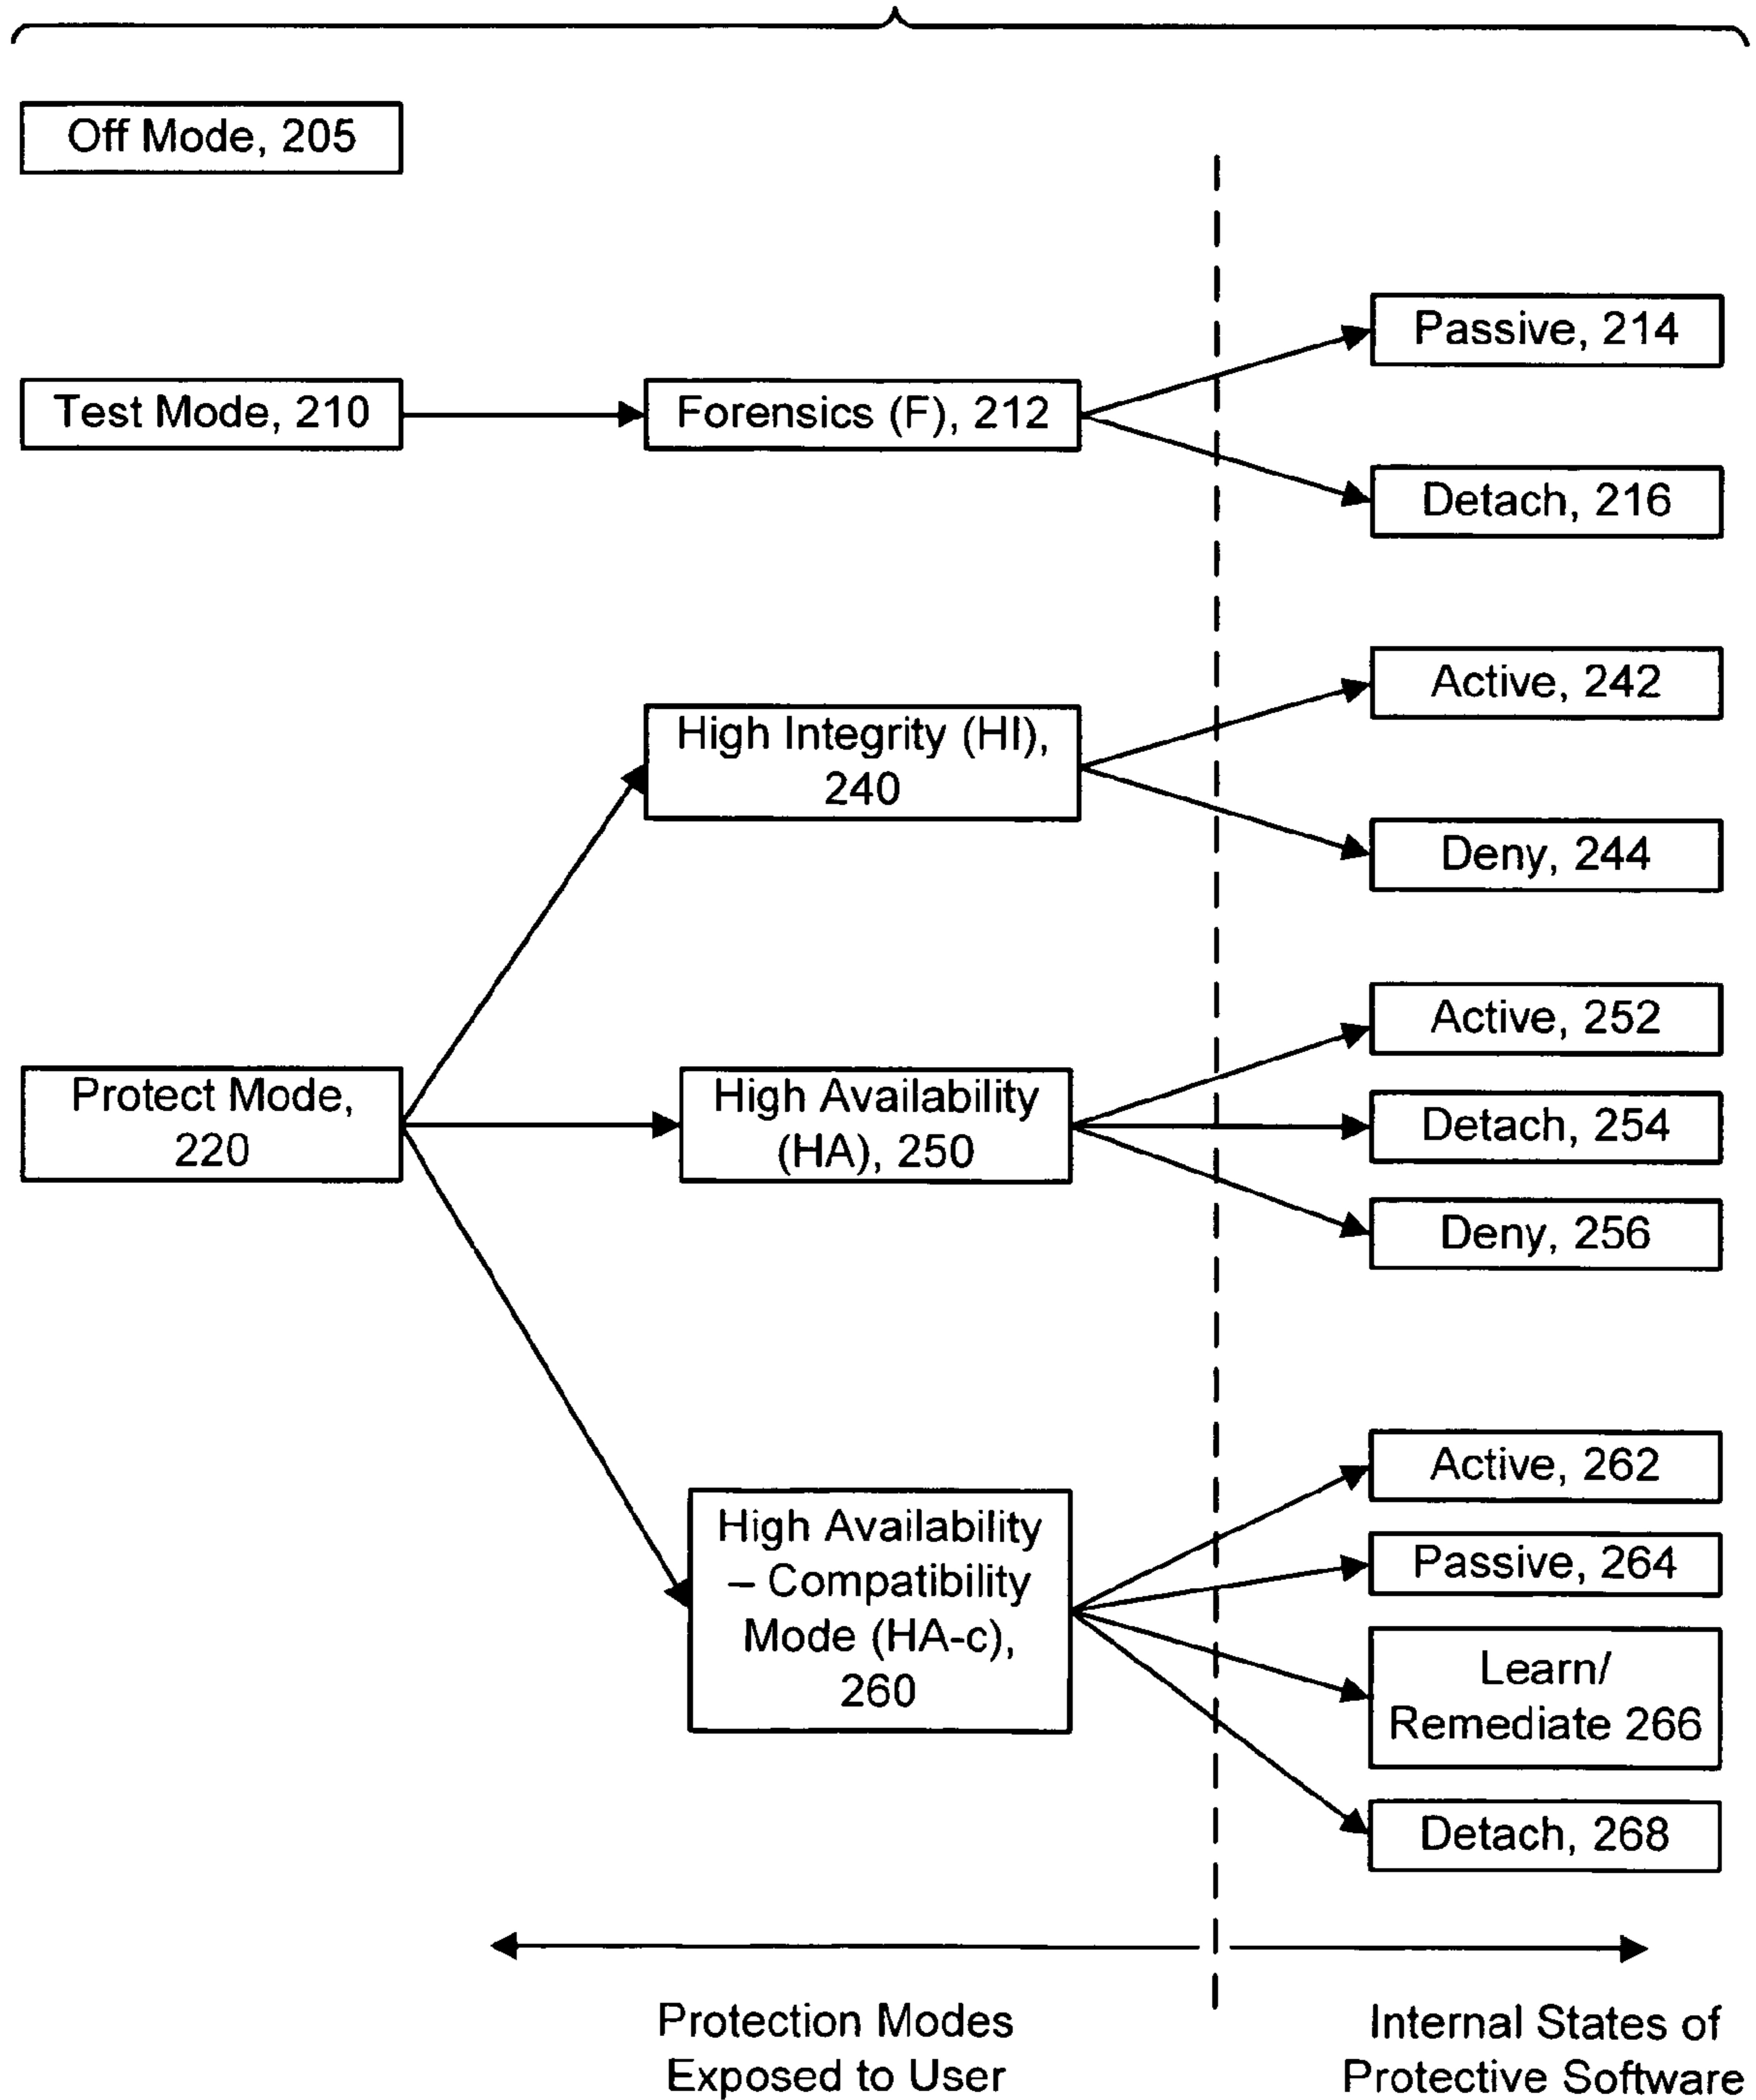 Off Mode, 205
Passive, 214
Test Mode, 210
Forensics (F), 212
Detach, 216
Active, 242
High Integrity (HI),
240
Deny, 244
Active, 252
Protect Mode,
220
High Availability
(HA), 250
Detach, 254
Deny, 256
Active, 262
High Availability
– Compatibility
Mode (HA-c),
260
Passive, 264
Learn/
Remediate 266
Detach, 268
Protection Modes
Exposed to User
Internal States of
Protective Software